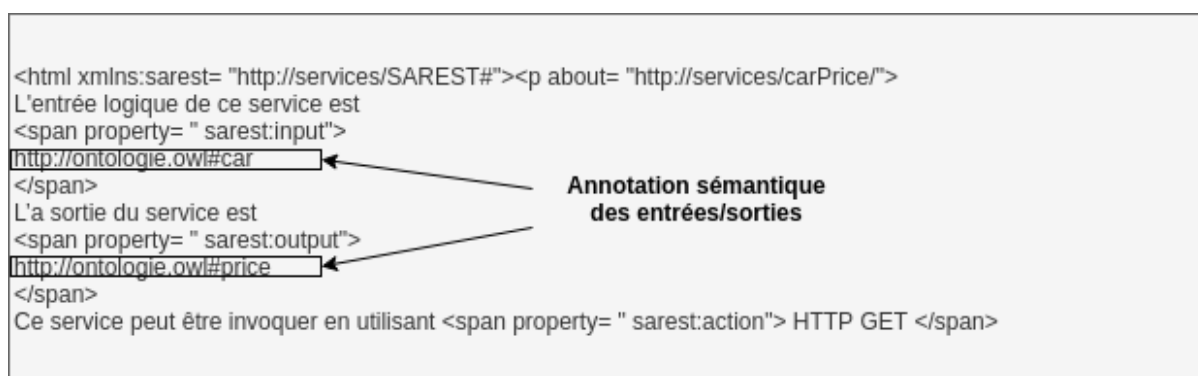 <html xmlns:sarest= "http://services/SAREST#"><p about= "http://services/carPrice/">
L'entrée logique de ce service est
<span property= " sarest:input">
http://ontologie.owl#car
</span>
Annotation sémantique
des entrées/sorties
L'a sortie du service est
<span property= " sarest:output">
http://ontologie.owl#price
</span>
Ce service peut être invoquer en utilisant <span property= " sarest:action"> HTTP GET </span>